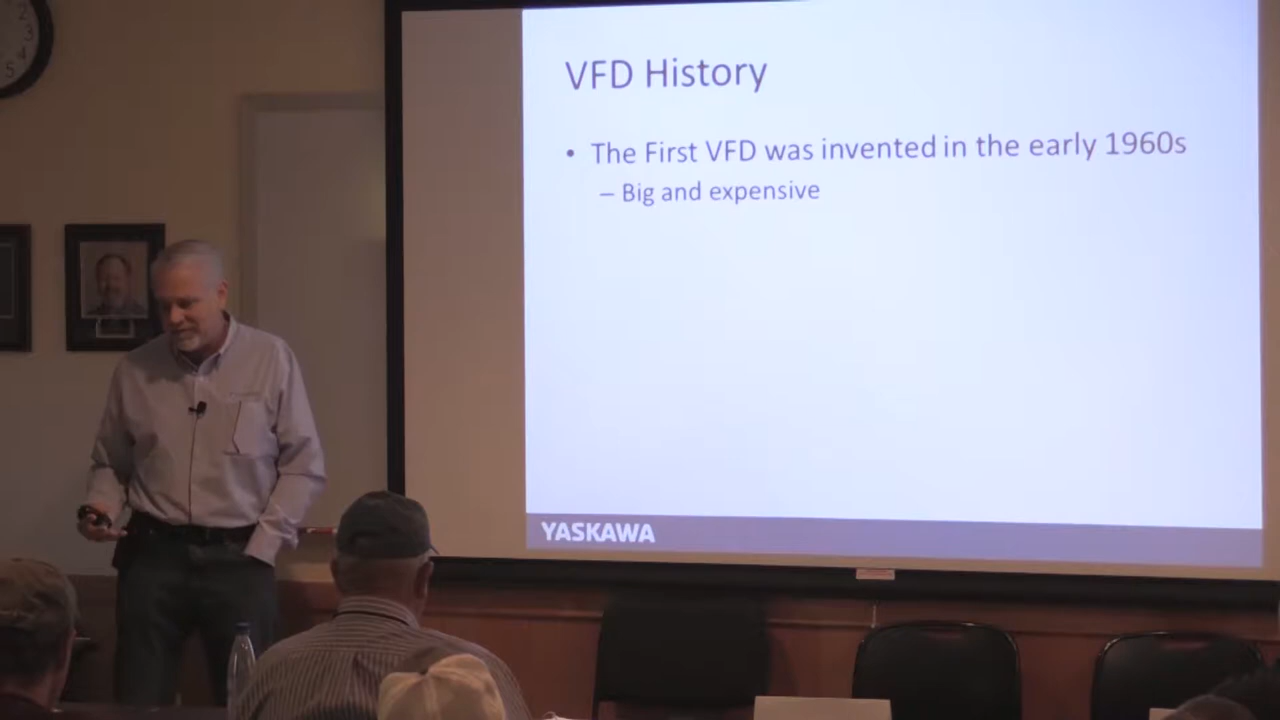 VFD History
• The First VFD was invented in the early 1960s
– Big and expensive
YASKAWA